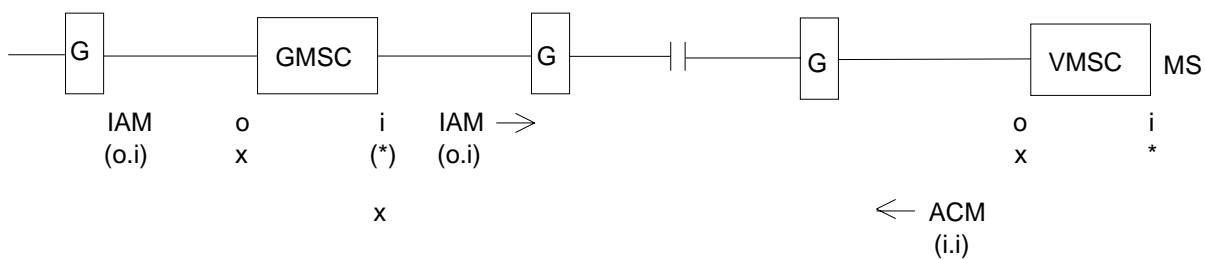 G GMSC G G VMSC MS
IAM o i IAM o i
(o.i) x (*) (o.i) x *
x ACM
(i.i)